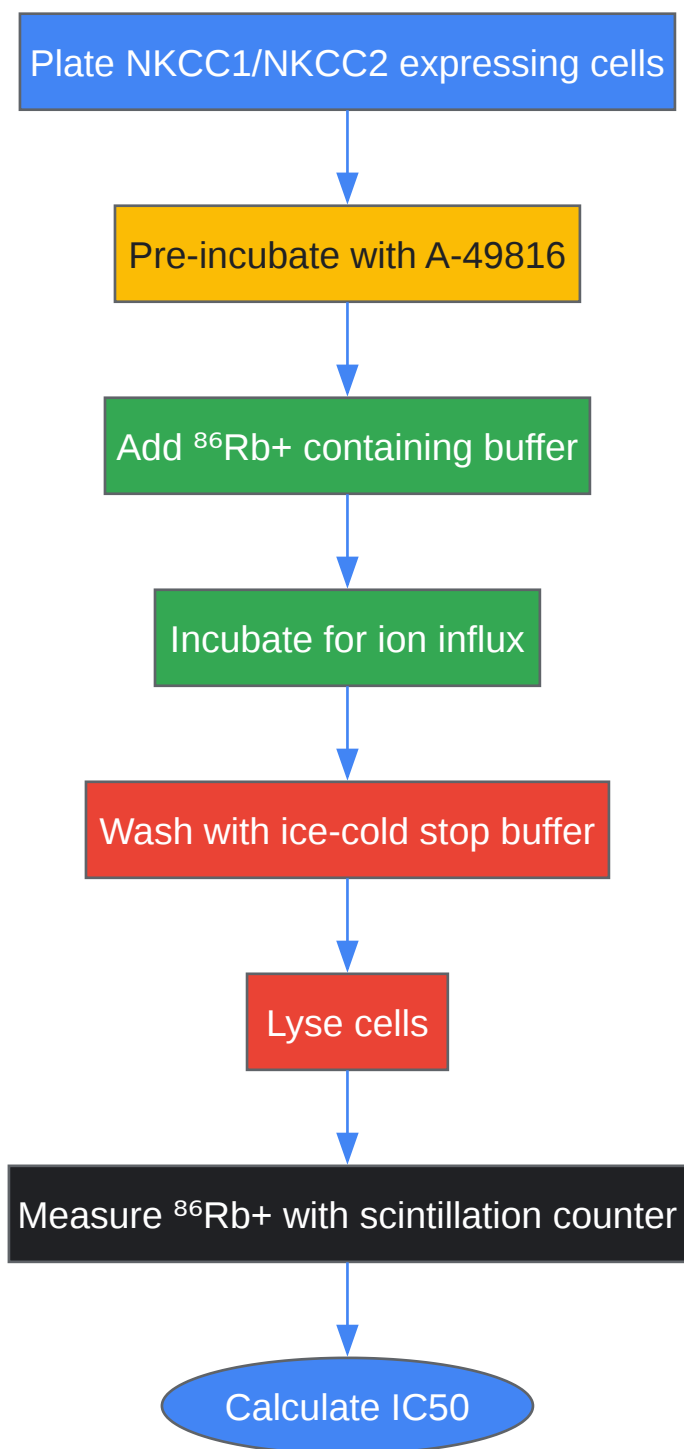 Plate NKCC1/NKCC2 expressing cells
Pre-incubate with A-49816
Add ⁸⁶Rb+ containing buffer
Incubate for ion influx
Wash with ice-cold stop buffer
Lyse cells
Measure ⁸⁶Rb+ with scintillation counter
Calculate IC50